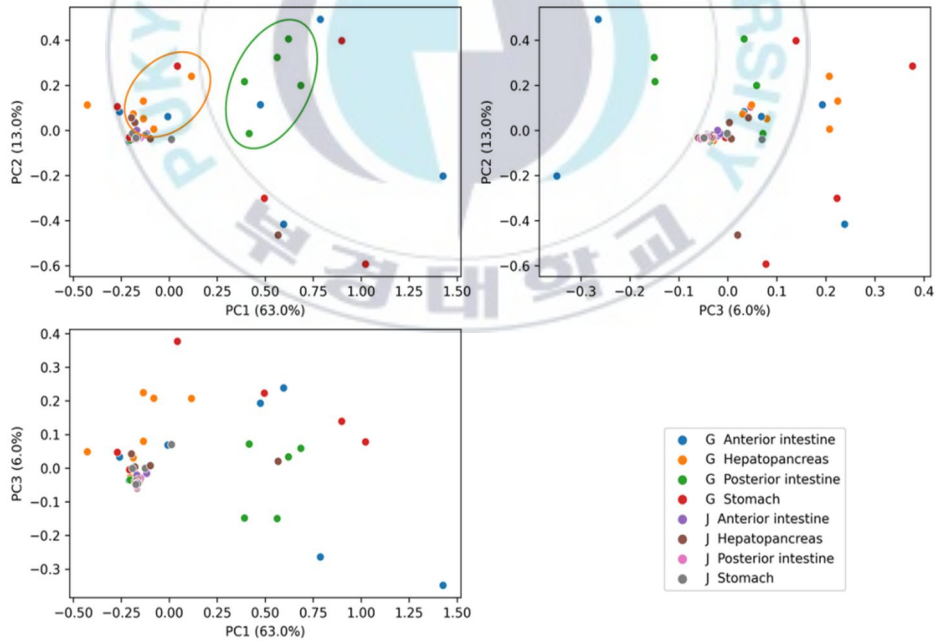 PUKY
ERSITY
부경대학교
0.4
0.2
0.0
−0.2
−0.4
−0.6
PC2 (13.0%)
−0.50 −0.25 0.00 0.25 0.50 0.75 1.00 1.25 1.50
PC1 (63.0%)
0.4
0.2
0.0
−0.2
−0.4
−0.6
PC2 (13.0%)
−0.3 −0.2 −0.1 0.0 0.1 0.2 0.3 0.4
PC3 (6.0%)
0.4
0.3
0.2
0.1
0.0
−0.1
−0.2
−0.3
PC3 (6.0%)
−0.50 −0.25 0.00 0.25 0.50 0.75 1.00 1.25 1.50
PC1 (63.0%)
G Anterior intestine
G Hepatopancreas
G Posterior intestine
G Stomach
J Anterior intestine
J Hepatopancreas
J Posterior intestine
J Stomach